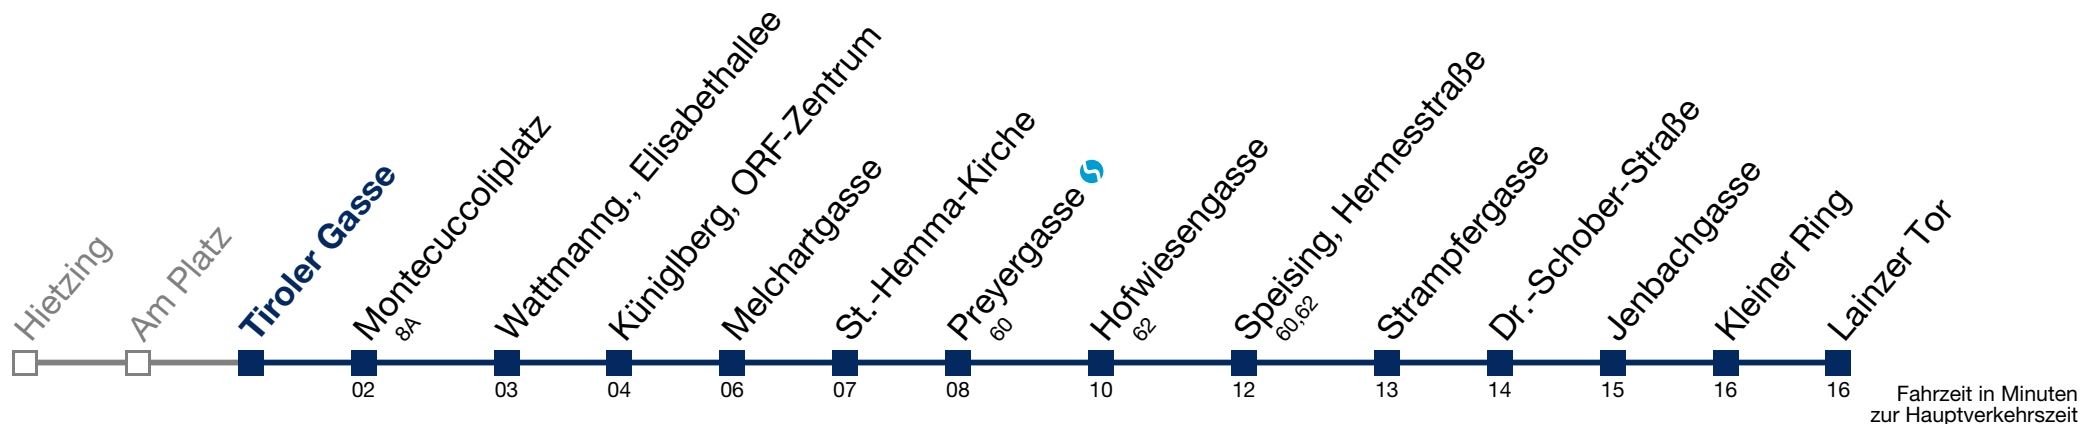 Hietzing
Am Platz
Tiroler Gasse
Montecuccoliplatz
8A
Wattmanng., Elisabethallee
Küniglberg, ORF-Zentrum
Melchartgasse
St.-Hemma-Kirche
Preyergasse
60
Hofwiesengasse
62
Speising, Hermesstraße
60,62
Strampfergasse
Dr.-Schober-Straße
Jenbachgasse
Kleiner Ring
Lainzer Tor
02 03 04 06 07 08 10 12 13 14 15 16 16
Fahrzeit in Minuten
zur Hauptverkehrszeit